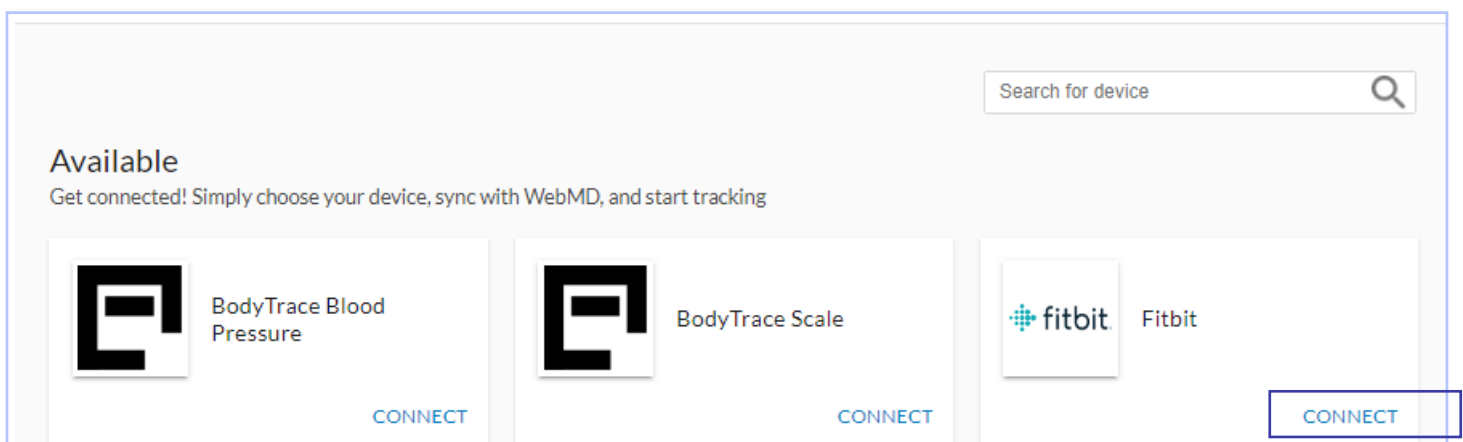 Search for device
Available
Get connected! Simply choose your device, sync with WebMD, and start tracking
BodyTrace Blood
Pressure
CONNECT
BodyTrace Scale
CONNECT
fitbit.
Fitbit
CONNECT